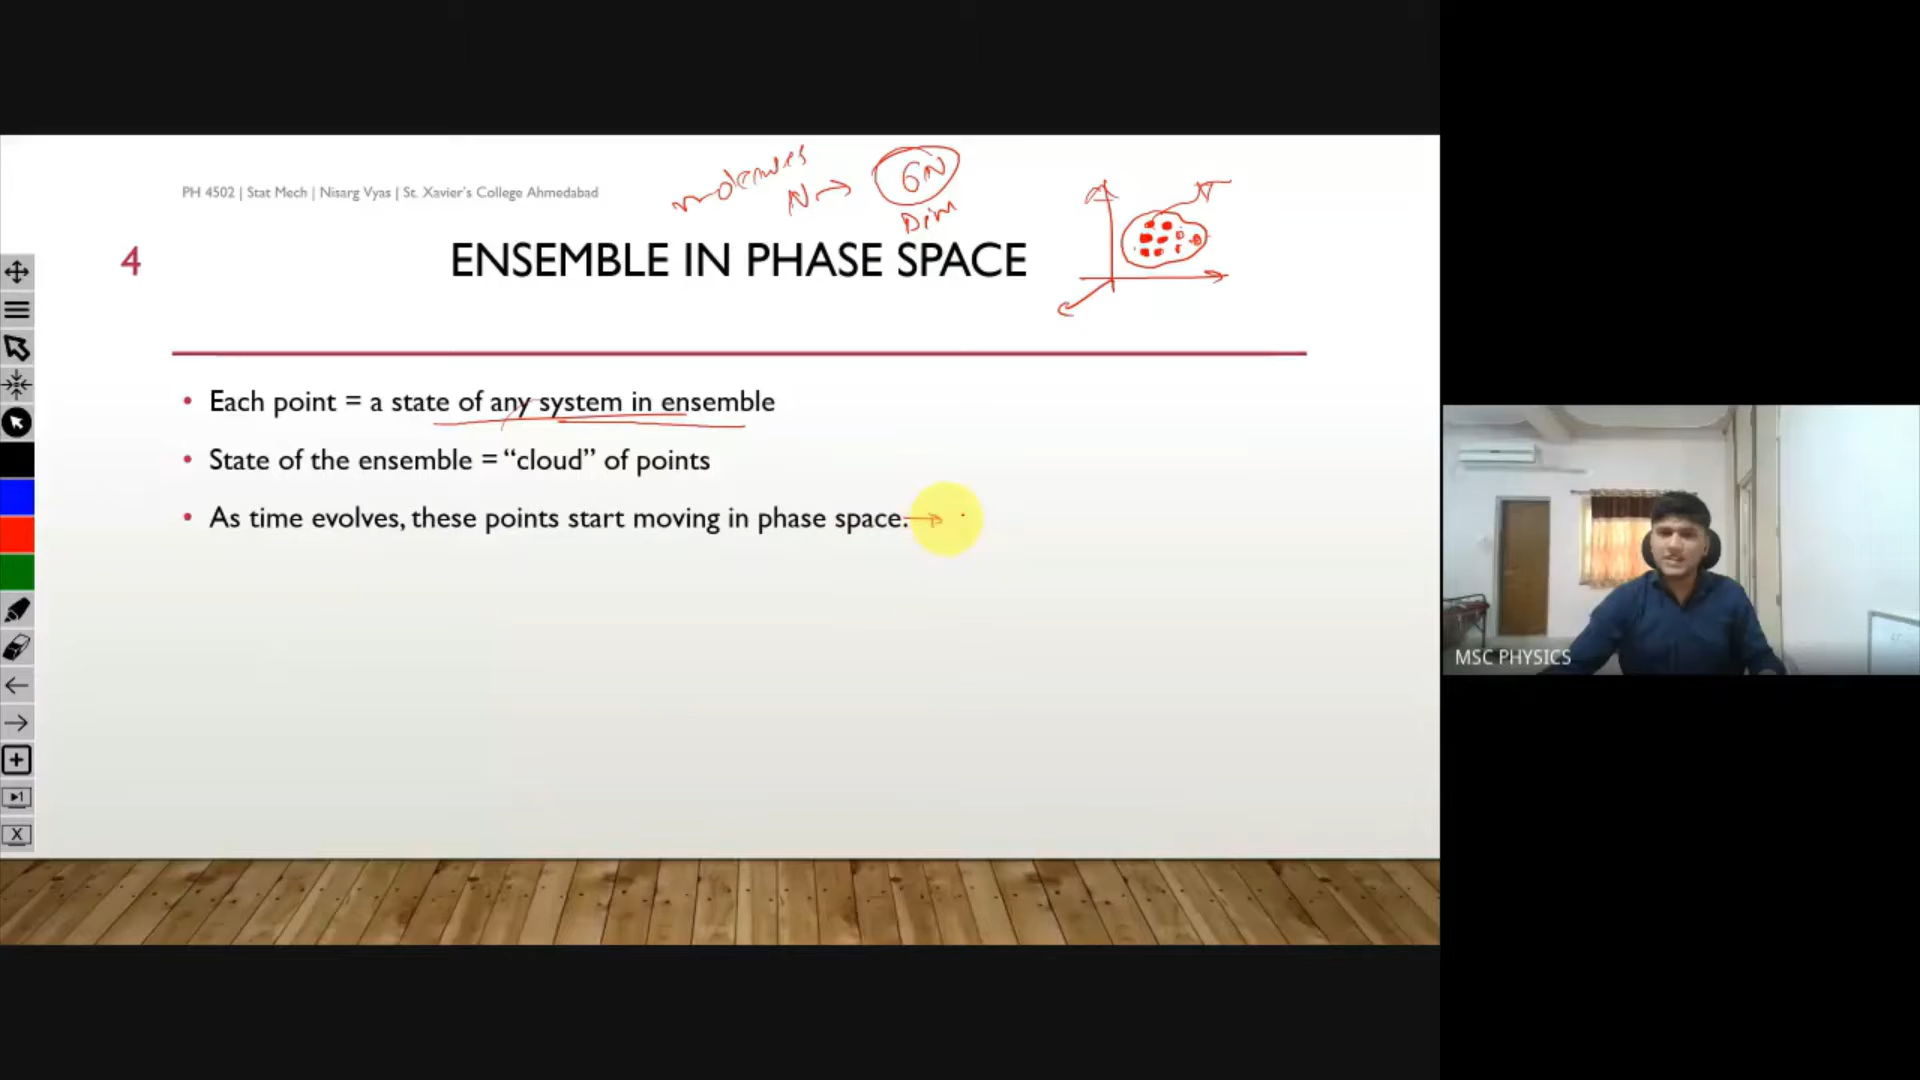 PH 4502 | Stat Mech | Nisarg Vyas | St. Xavier's College Ahmedabad
molecules
N → 6N
Dim
4
ENSEMBLE IN PHASE SPACE
• Each point = a state of any system in ensemble
• State of the ensemble = “cloud” of points
• As time evolves, these points start moving in phase space.→
MSC PHYSICS